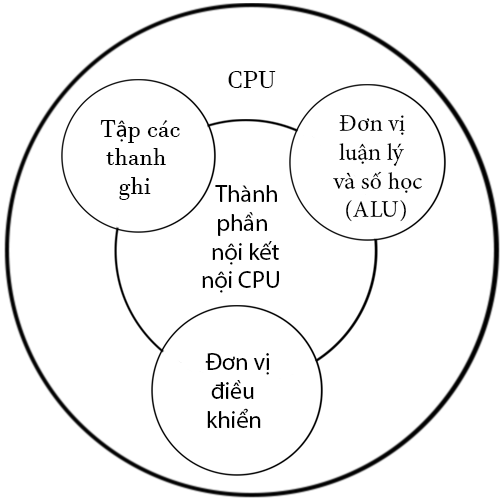 CPU
Tập các
thanh
ghi
Đơn vị
luận lý
và số học
(ALU)
Thành
phần
nội kết
nội CPU
Đơn vị
điều
khiển